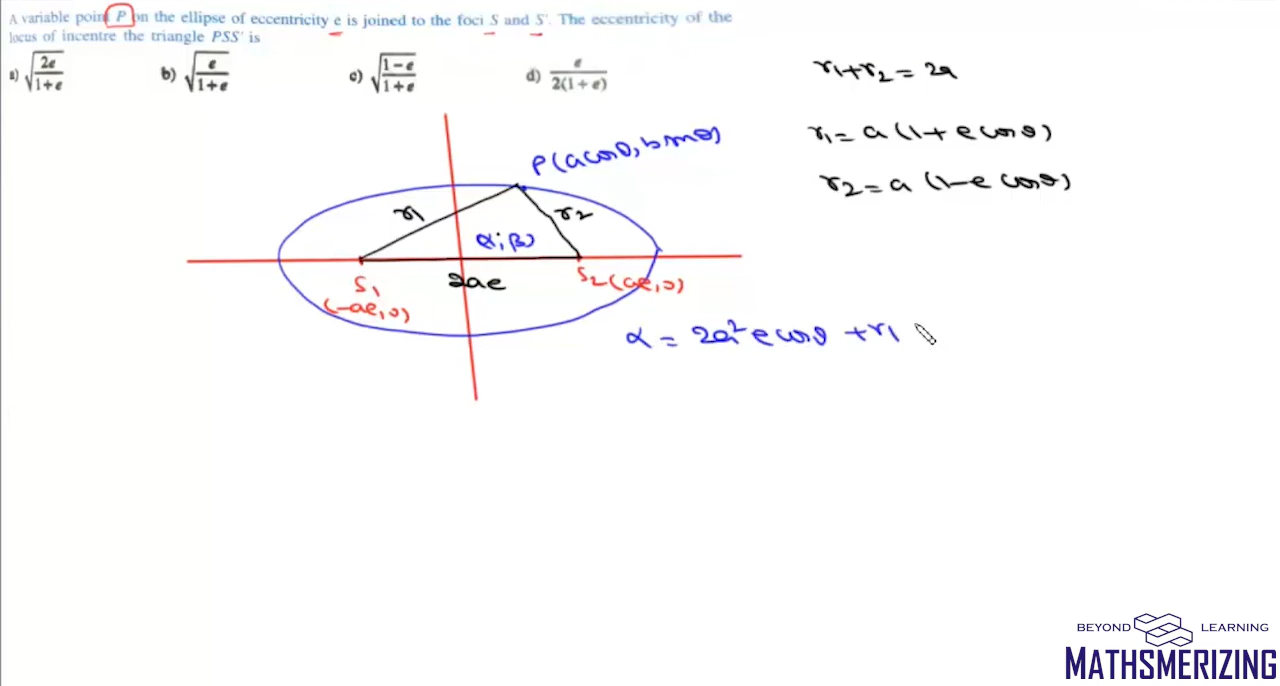 A variable point P on the ellipse of eccentricity e is joined to the foci S and S'. The eccentricity of the
locus of incentre the triangle PSS' is
a) √(2e/(1+e)) b) √(e/(1+e)) c) √((1-e)/(1+e)) d) e/(2(1+e))
r1+r2 = 2a
r1 = a (1+ e cosθ)
r2 = a (1-e cosθ)
P(a cosθ, b sinθ)
r1
r2
(α, β)
S1
(-ae, 0)
2ae
S2 (ae, 0)
α = 2a²e cosθ + r1
BEYOND LEARNING
MATHSMERIZING